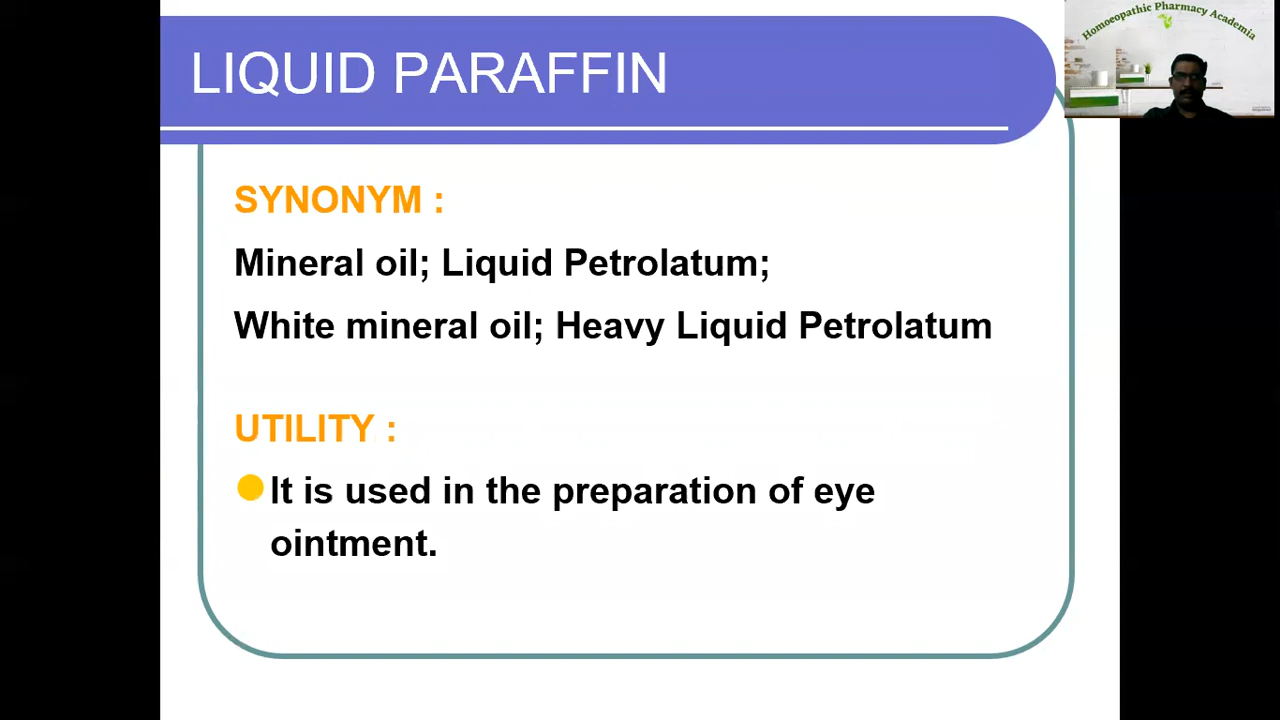 LIQUID PARAFFIN
Homoeopathic Pharmacy Academia
SYNONYM :
Mineral oil; Liquid Petrolatum;
White mineral oil; Heavy Liquid Petrolatum
UTILITY :
It is used in the preparation of eye
ointment.